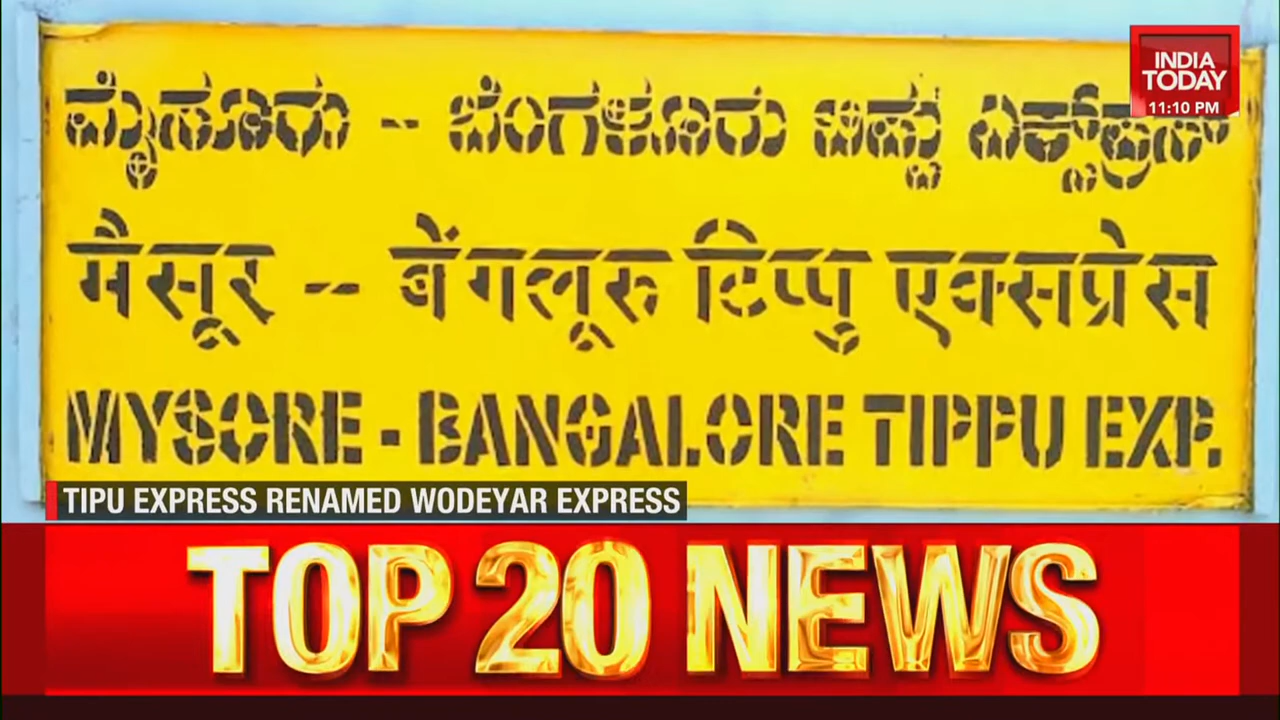 ಮೈಸೂರು - ಬೆಂಗಳೂರು ಟಿಪ್ಪು ಎಕ್ಸ್‌ಪ್ರೆಸ್
मैसूर -- बेंगलूरु टिप्पु एक्सप्रेस
MYSORE - BANGALORE TIPPU EXP.
INDIA
TODAY
11:10 PM
TIPU EXPRESS RENAMED WODEYAR EXPRESS
TOP 20 NEWS